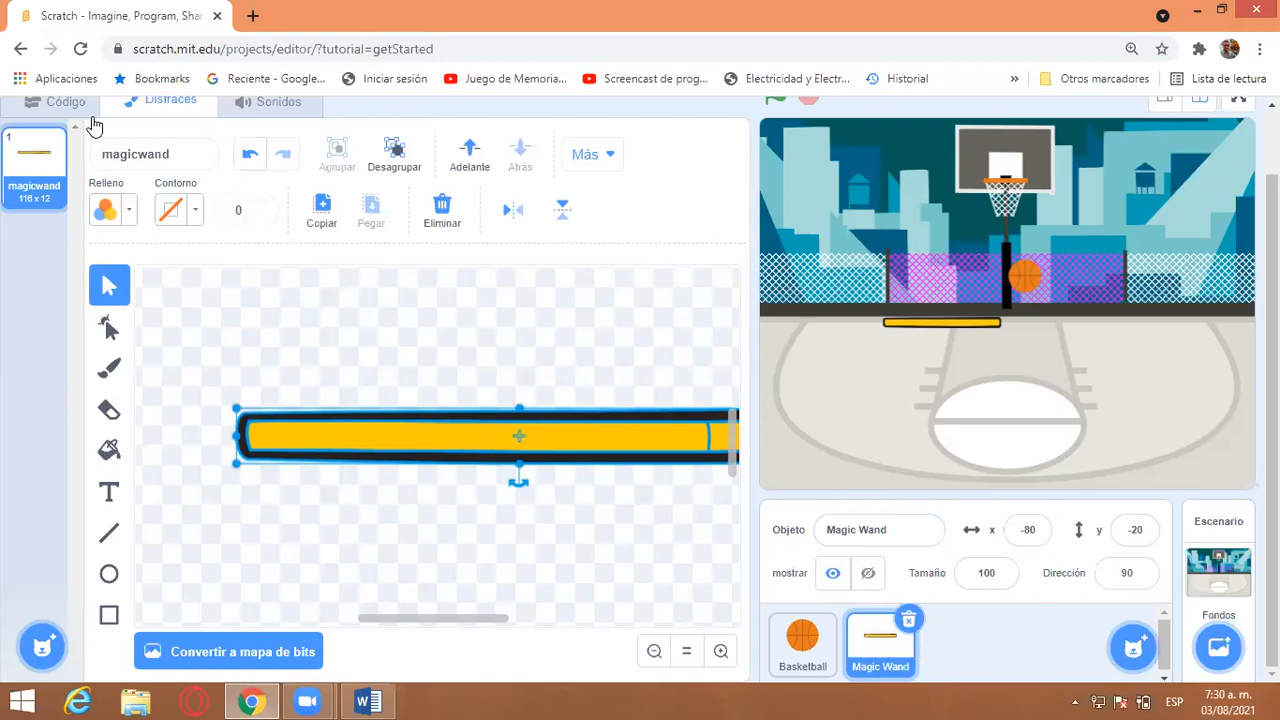 Scratch - Imagine, Program, Shar
scratch.mit.edu/projects/editor/?tutorial=getStarted
Aplicaciones
Bookmarks
Reciente - Google...
Iniciar sesión
Juego de Memoria...
Screencast de prog...
Electricidad y Electr...
Historial
»
Otros marcadores
Lista de lectura
Código
Disfraces
Sonidos
1
magicwand
116 x 12
magicwand
Agrupar
Desagrupar
Adelante
Atrás
Más
Relleno
Contorno
0
Copiar
Pegar
Eliminar
T
Convertir a mapa de bits
Objeto
Magic Wand
x
-80
y
-20
mostrar
Tamaño
100
Dirección
90
Basketball
Magic Wand
Escenario
Fondos
ESP
7:30 a. m.
03/08/2021